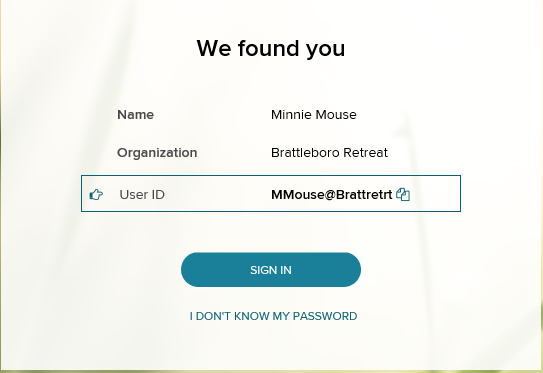 We found you
Name Minnie Mouse
Organization Brattleboro Retreat
User ID MMouse@Brattretrt
SIGN IN
I DON'T KNOW MY PASSWORD